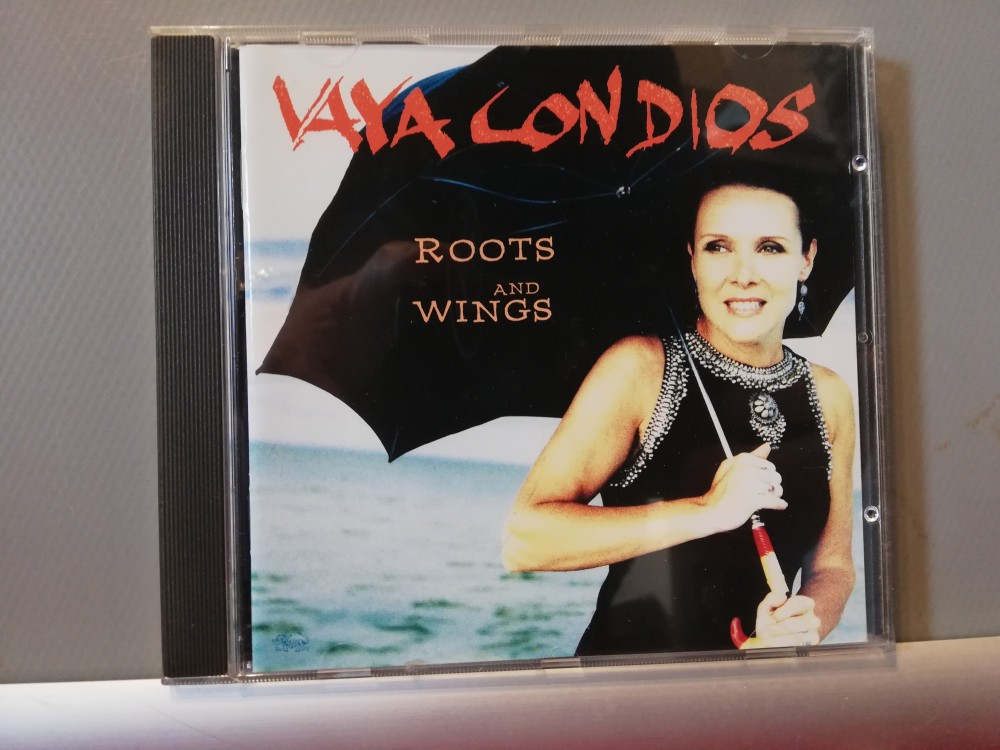 VAYA CON DIOS
ROOTS
AND
WINGS